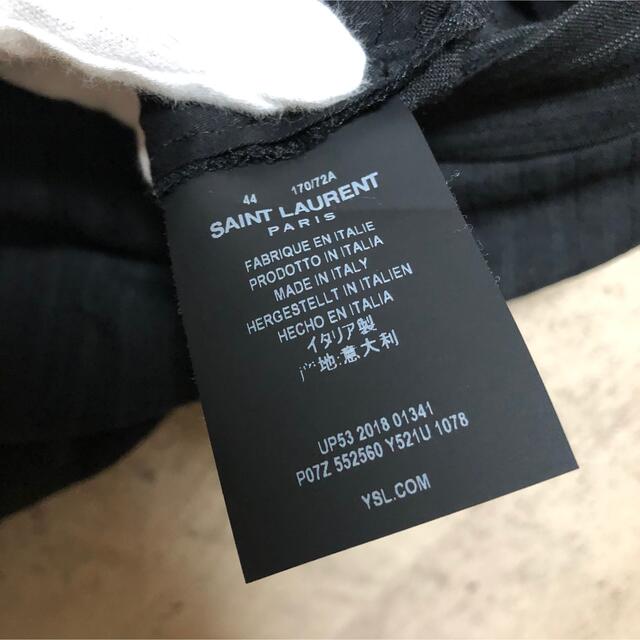 44 170/72A
SAINT LAURENT
PARIS
FABRIQUE EN ITALIE
PRODOTTO IN ITALIA
MADE IN ITALY
HERGESTELLT IN ITALIEN
HECHO EN ITALIA
イタリア製
产地:意大利
UP53 2018 01341
P07Z 552560 Y521U 1078
YSL.COM